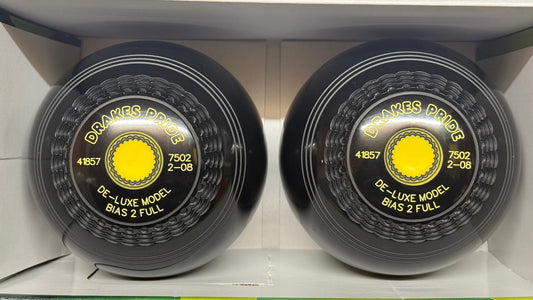 DRAKES PRIDE
41857 7502
2-08
DE-LUXE MODEL
BIAS 2 FULL
DRAKES PRIDE
41857 7502
2-08
DE-LUXE MODEL
BIAS 2 FULL